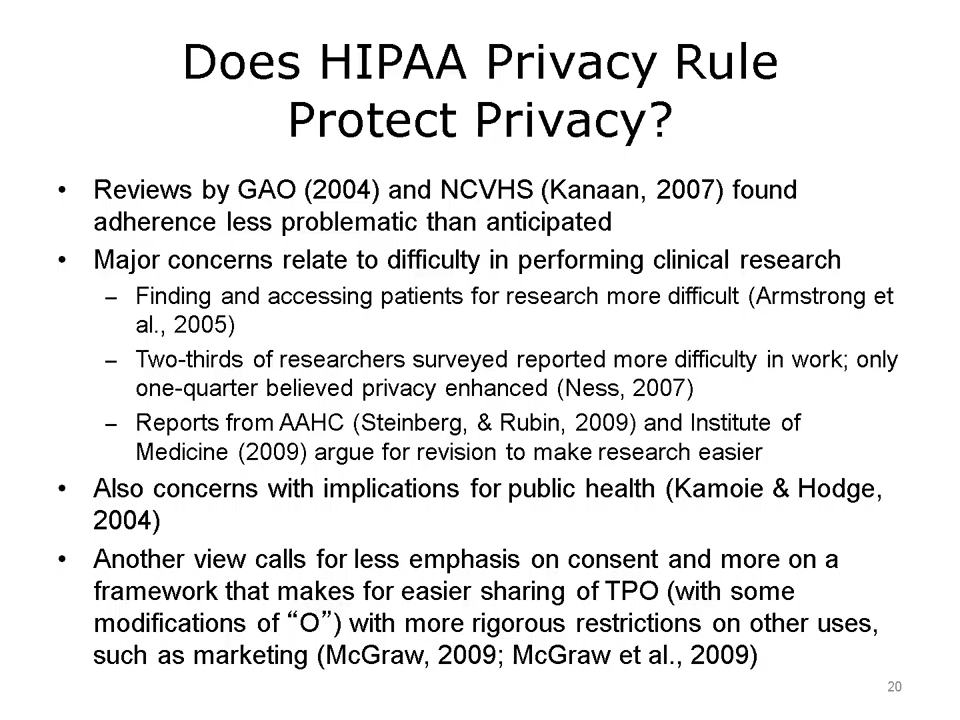 Does HIPAA Privacy Rule
Protect Privacy?
• Reviews by GAO (2004) and NCVHS (Kanaan, 2007) found
adherence less problematic than anticipated
• Major concerns relate to difficulty in performing clinical research
– Finding and accessing patients for research more difficult (Armstrong et
al., 2005)
– Two-thirds of researchers surveyed reported more difficulty in work; only
one-quarter believed privacy enhanced (Ness, 2007)
– Reports from AAHC (Steinberg, & Rubin, 2009) and Institute of
Medicine (2009) argue for revision to make research easier
• Also concerns with implications for public health (Kamoie & Hodge,
2004)
• Another view calls for less emphasis on consent and more on a
framework that makes for easier sharing of TPO (with some
modifications of “O”) with more rigorous restrictions on other uses,
such as marketing (McGraw, 2009; McGraw et al., 2009)
20